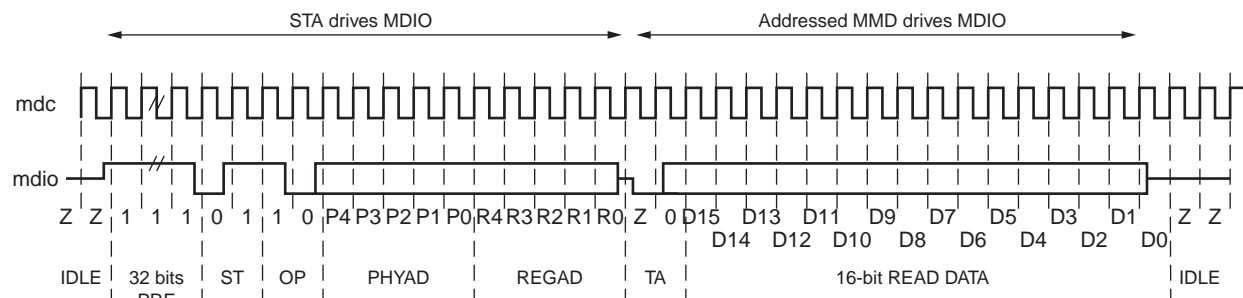 STA drives MDIO Addressed MMD drives MDIO
mdc
mdio
Z Z 1 1 1 0 1 1 0 P4 P3 P2 P1 P0 R4 R3 R2 R1 R0 Z 0 D15 D13 D11 D9 D7 D5 D3 D1 Z Z
D14 D12 D10 D8 D6 D4 D2 D0
IDLE 32 bits ST OP PHYAD REGAD TA 16-bit READ DATA IDLE
PRE